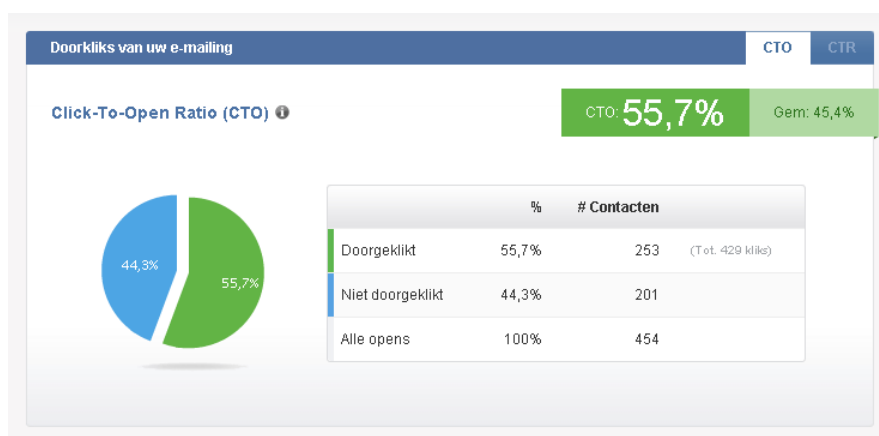 Doorkliks van uw e-mailing
CTO
CTR
Click-To-Open Ratio (CTO)
CTO: 55,7%
Gem: 45,4%
44,3%
55,7%
% # Contacten
Doorgeklikt 55,7% 253 (Tot. 429 kliks)
Niet doorgeklikt 44,3% 201
Alle opens 100% 454